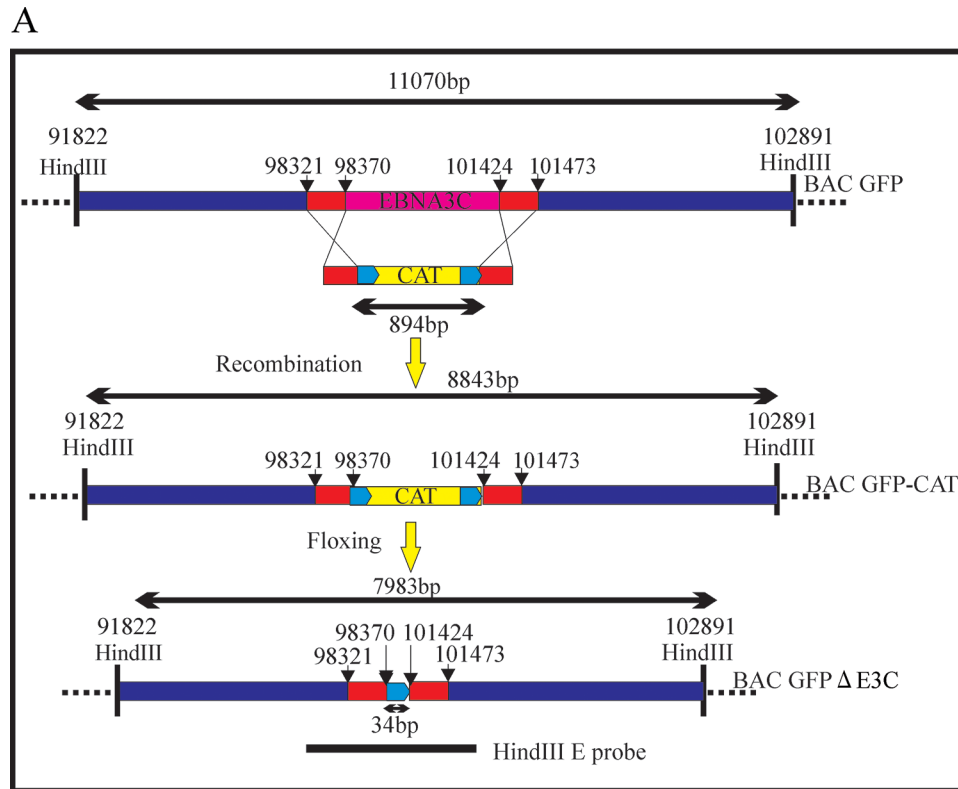 A
11070bp
91822
HindIII
98321 98370 101424 101473
102891
HindIII
BAC GFP
EBNA3C
CAT
894bp
Recombination
8843bp
91822
HindIII
98321 98370 101424 101473
102891
HindIII
BAC GFP-CAT
CAT
Floxing
7983bp
91822
HindIII
98370 101424
98321 101473
102891
HindIII
BAC GFP Δ E3C
34bp
HindIII E probe